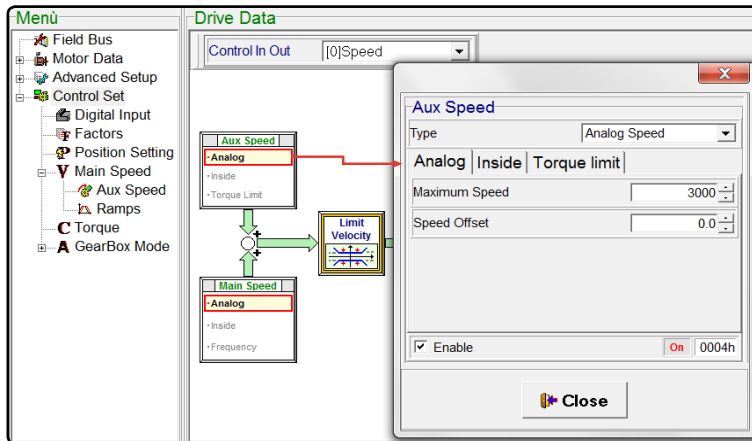 Menù
Field Bus
Motor Data
Advanced Setup
Control Set
Digital Input
Factors
Position Setting
V Main Speed
Aux Speed
Ramps
C Torque
A GearBox Mode
Drive Data
Control In Out [0]Speed
Aux Speed
·Analog
·Inside
·Torque Limit
Limit
Velocity
Main Speed
·Analog
·Inside
·Frequency
X
Aux Speed
Type Analog Speed
Analog Inside Torque limit
Maximum Speed 3000
Speed Offset 0.0
Enable On 0004h
Close